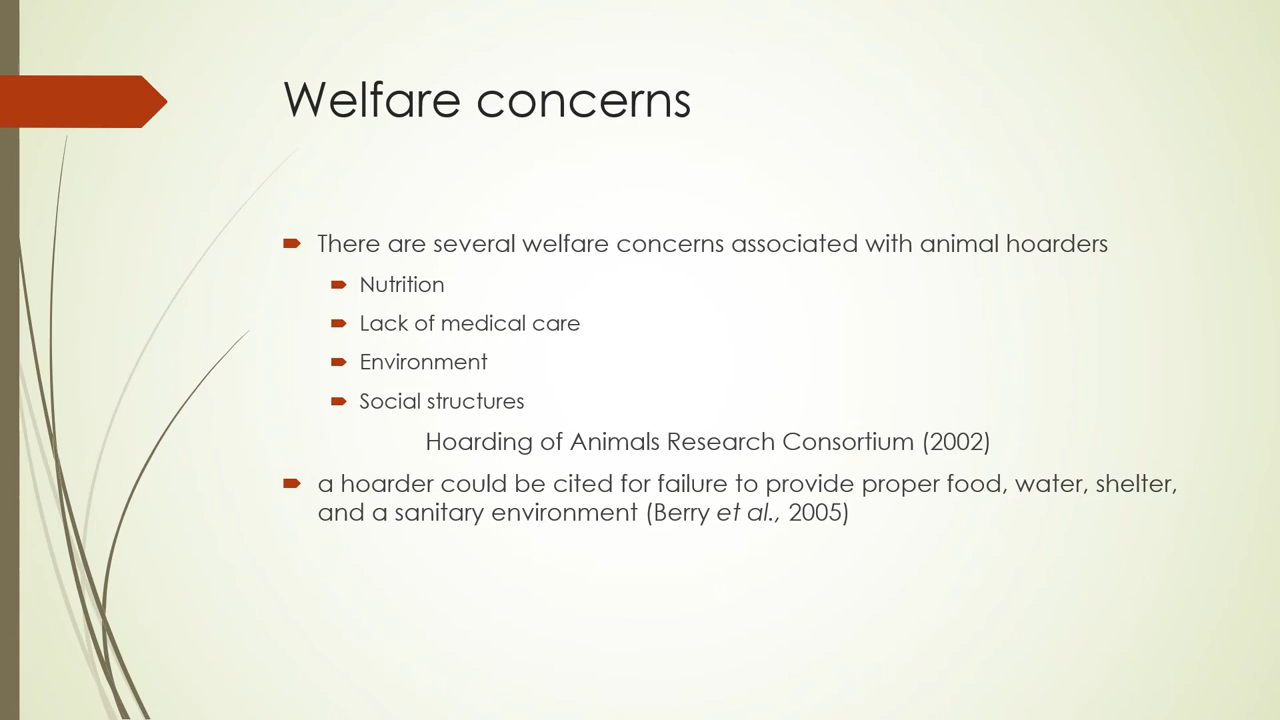 Welfare concerns
There are several welfare concerns associated with animal hoarders
Nutrition
Lack of medical care
Environment
Social structures
Hoarding of Animals Research Consortium (2002)
a hoarder could be cited for failure to provide proper food, water, shelter,
and a sanitary environment (Berry et al., 2005)